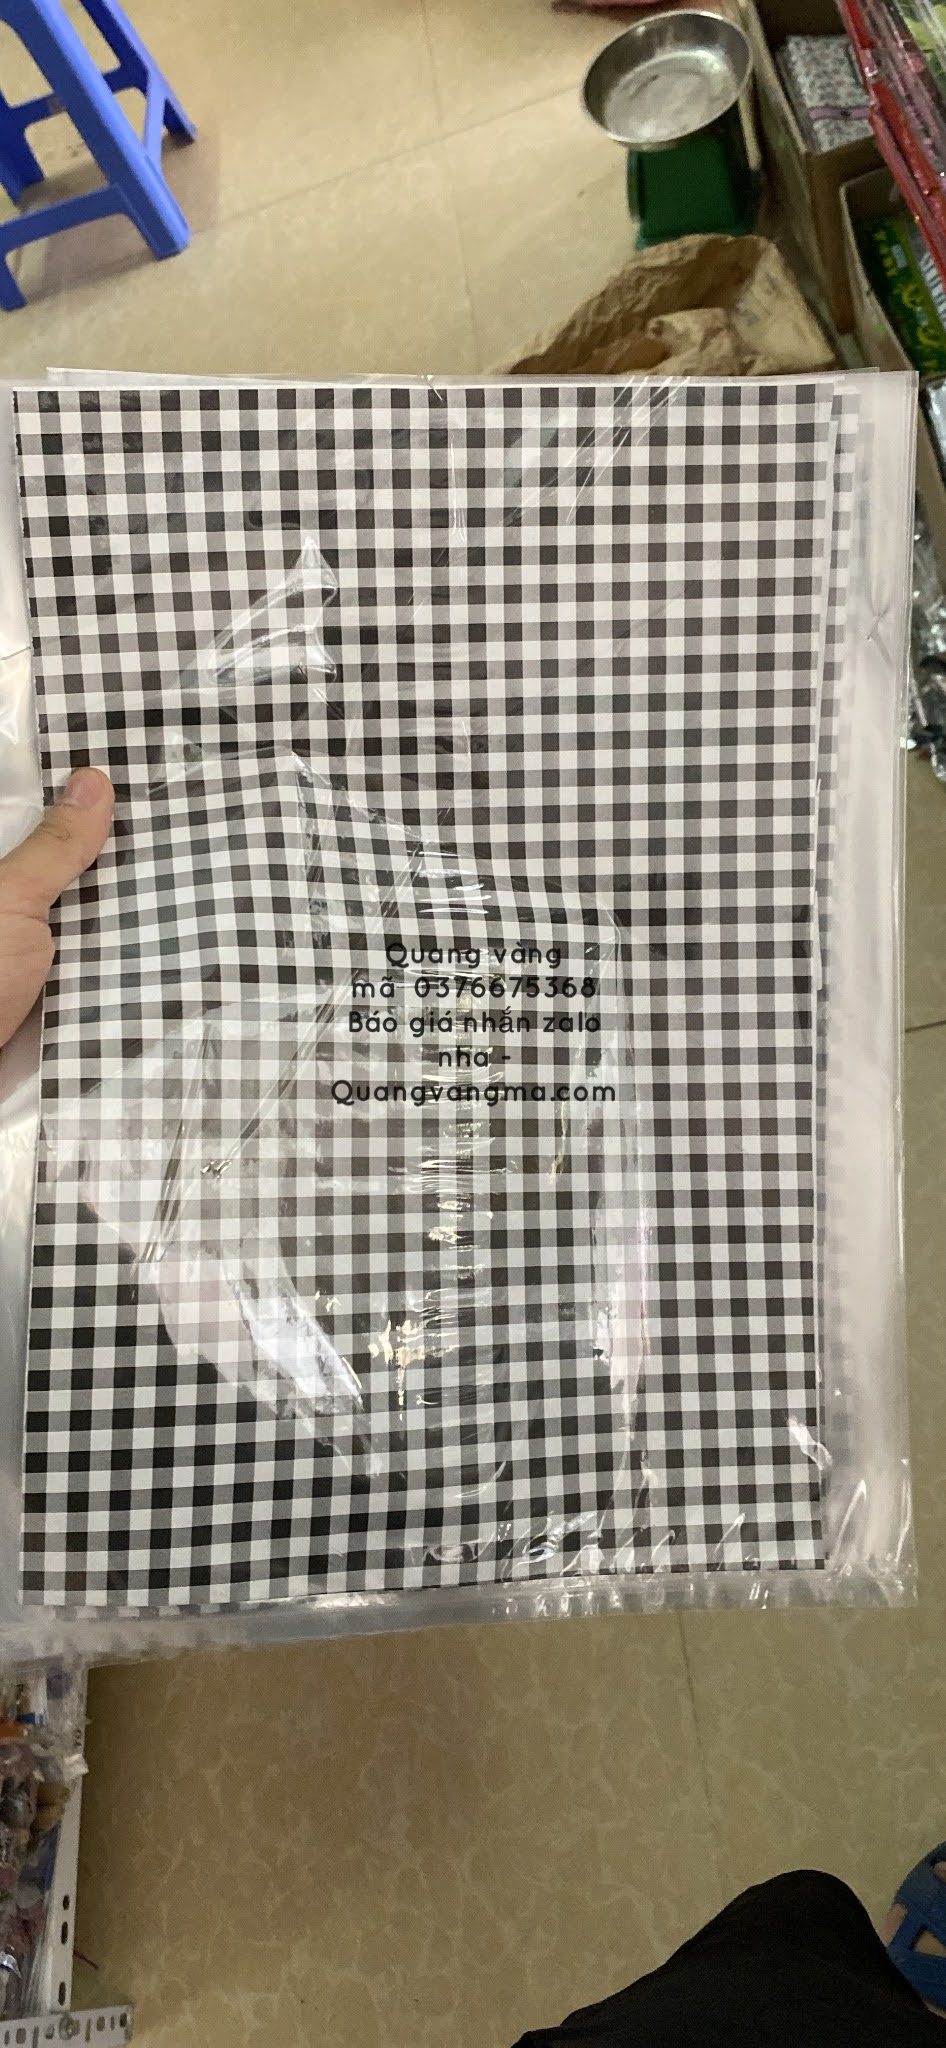 Quang vàng
mã 0376675368
Báo giá nhắn zalo
nha -
Quangvangma.com